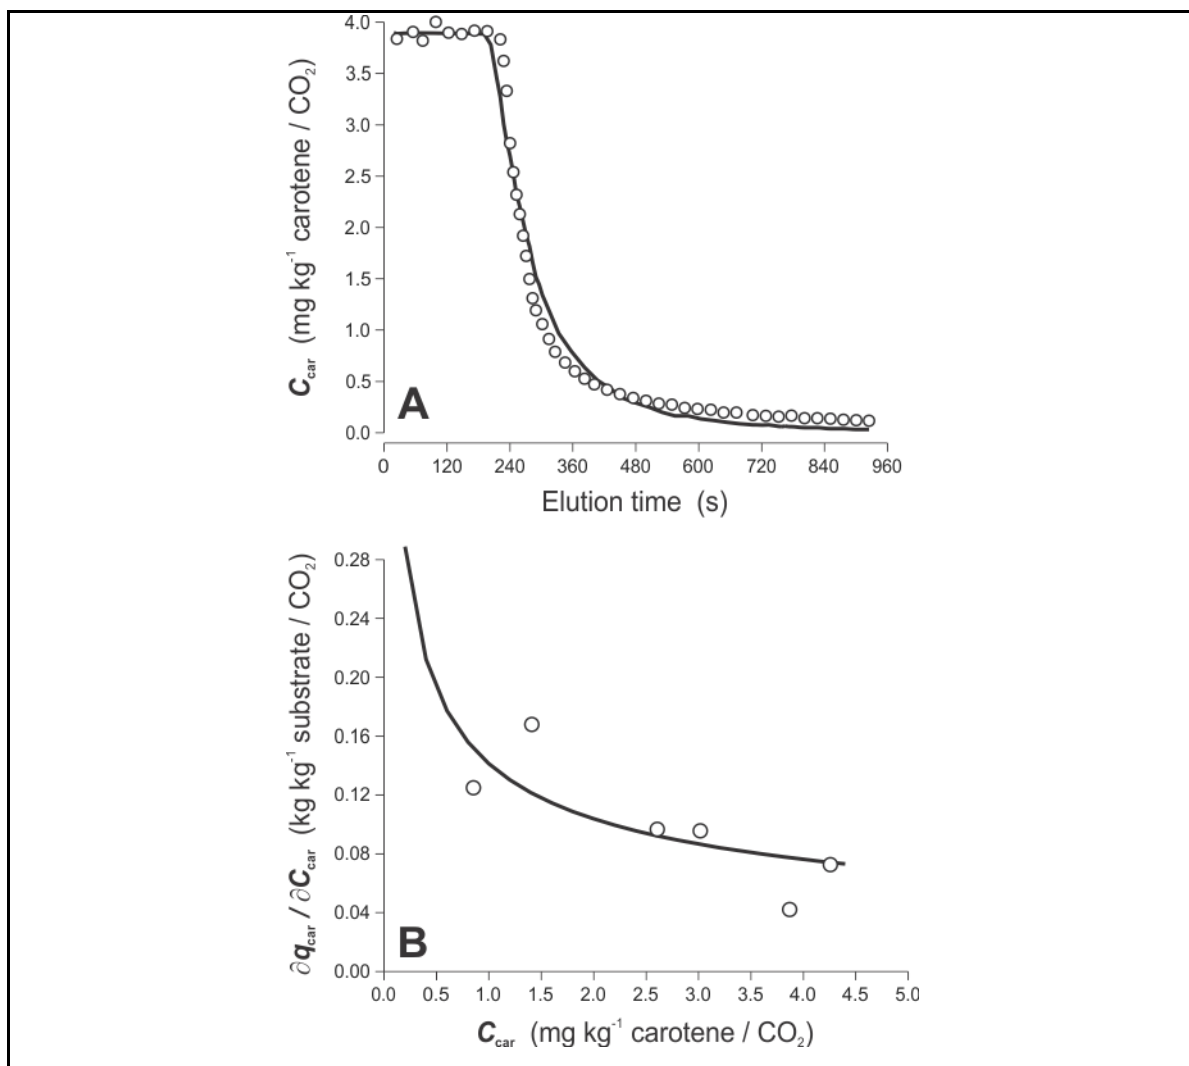 4.0
3.5
3.0
2.5
2.0
1.5
1.0
0.5
0.0
C_car (mg kg⁻¹ carotene / CO₂)
A
0 120 240 360 480 600 720 840 960
Elution time (s)
0.28
0.24
0.20
0.16
0.12
0.08
0.04
0.00
∂q_car / ∂C_car (kg kg⁻¹ substrate / CO₂)
B
0.0 0.5 1.0 1.5 2.0 2.5 3.0 3.5 4.0 4.5 5.0
C_car (mg kg⁻¹ carotene / CO₂)